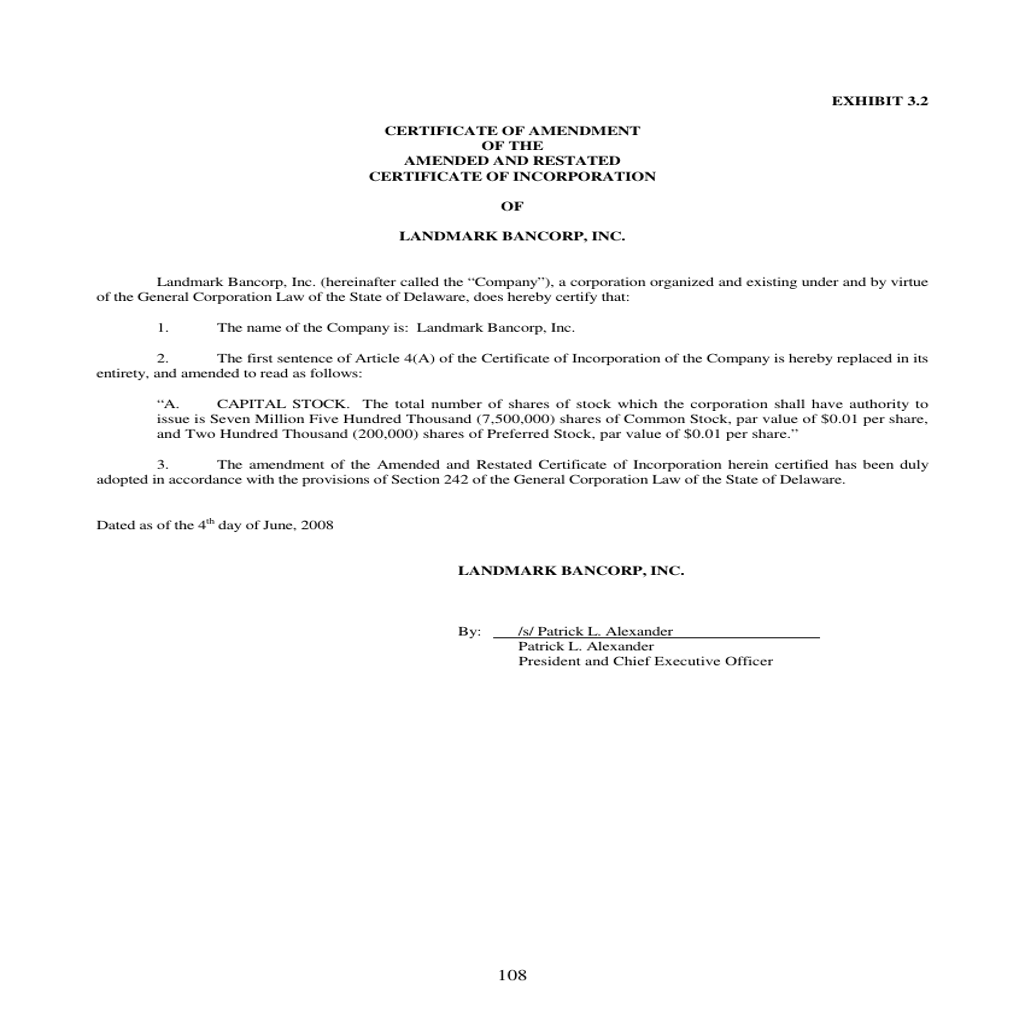 EXHIBIT 3.2
CERTIFICATE OF AMENDMENT
OF THE
AMENDED AND RESTATED
CERTIFICATE OF INCORPORATION
OF
LANDMARK BANCORP, INC.
Landmark Bancorp, Inc. (hereinafter called the “Company”), a corporation organized and existing under and by virtue
of the General Corporation Law of the State of Delaware, does hereby certify that:
1. The name of the Company is: Landmark Bancorp, Inc.
2. The first sentence of Article 4(A) of the Certificate of Incorporation of the Company is hereby replaced in its
entirety, and amended to read as follows:
“A. CAPITAL STOCK. The total number of shares of stock which the corporation shall have authority to
issue is Seven Million Five Hundred Thousand (7,500,000) shares of Common Stock, par value of $0.01 per share,
and Two Hundred Thousand (200,000) shares of Preferred Stock, par value of $0.01 per share.”
3. The amendment of the Amended and Restated Certificate of Incorporation herein certified has been duly
adopted in accordance with the provisions of Section 242 of the General Corporation Law of the State of Delaware.
Dated as of the 4th day of June, 2008
LANDMARK BANCORP, INC.
By: /s/ Patrick L. Alexander
Patrick L. Alexander
President and Chief Executive Officer
108